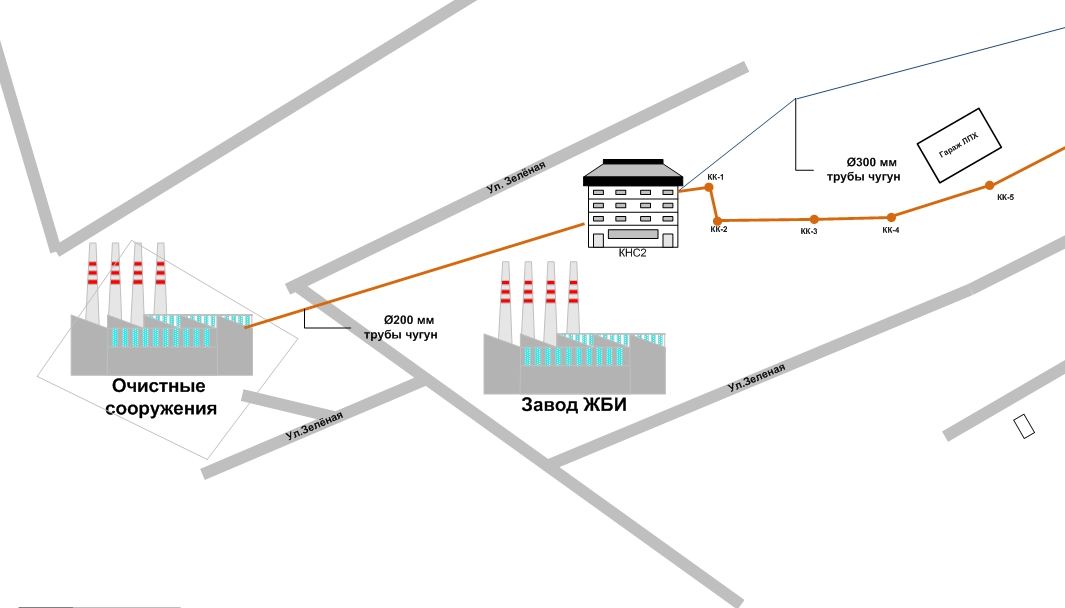 Ул. Зелёная
КК-1
Ø300 мм
трубы чугун
Гараж ЛПХ
КК-2
КК-3
КК-4
КК-5
КНС2
Ø200 мм
трубы чугун
Очистные
сооружения
Завод ЖБИ
Ул.Зеленая
Ул.Зелёная